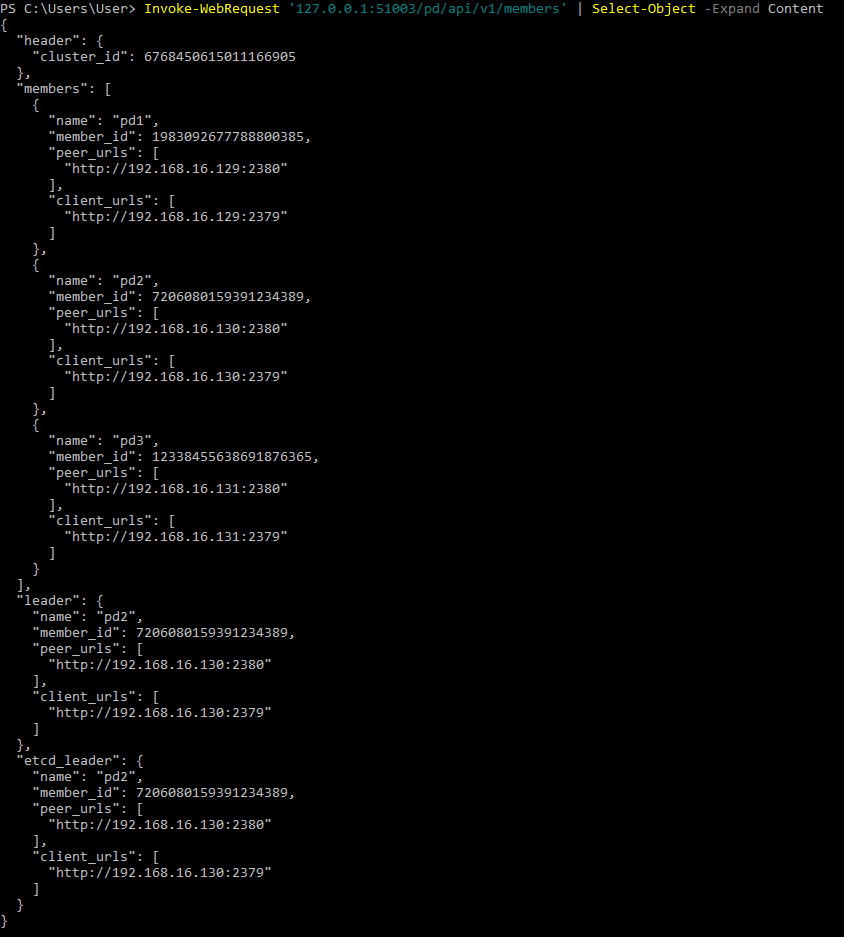 PS C:\Users\User> Invoke-WebRequest '127.0.0.1:51003/pd/api/v1/members' | Select-Object -Expand Content
{
  "header": {
    "cluster_id": 6768450615011166905
  },
  "members": [
    {
      "name": "pd1",
      "member_id": 1983092677788800385,
      "peer_urls": [
        "http://192.168.16.129:2380"
      ],
      "client_urls": [
        "http://192.168.16.129:2379"
      ]
    },
    {
      "name": "pd2",
      "member_id": 7206080159391234389,
      "peer_urls": [
        "http://192.168.16.130:2380"
      ],
      "client_urls": [
        "http://192.168.16.130:2379"
      ]
    },
    {
      "name": "pd3",
      "member_id": 12338455638691876365,
      "peer_urls": [
        "http://192.168.16.131:2380"
      ],
      "client_urls": [
        "http://192.168.16.131:2379"
      ]
    }
  ],
  "leader": {
    "name": "pd2",
    "member_id": 7206080159391234389,
    "peer_urls": [
      "http://192.168.16.130:2380"
    ],
    "client_urls": [
      "http://192.168.16.130:2379"
    ]
  },
  "etcd_leader": {
    "name": "pd2",
    "member_id": 7206080159391234389,
    "peer_urls": [
      "http://192.168.16.130:2380"
    ],
    "client_urls": [
      "http://192.168.16.130:2379"
    ]
  }
}